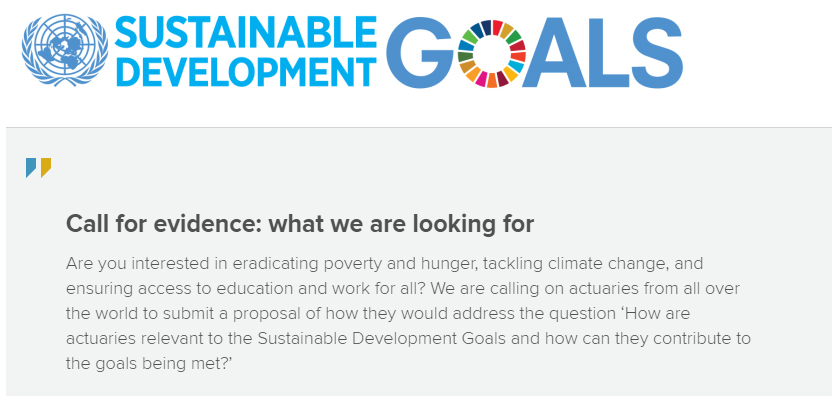 SUSTAINABLE
DEVELOPMENT
GOALS
Call for evidence: what we are looking for
Are you interested in eradicating poverty and hunger, tackling climate change, and
ensuring access to education and work for all? We are calling on actuaries from all over
the world to submit a proposal of how they would address the question ‘How are
actuaries relevant to the Sustainable Development Goals and how can they contribute to
the goals being met?’